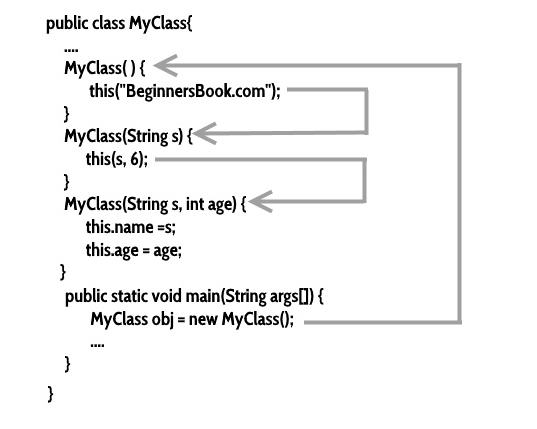 public class MyClass{
....
MyClass( ) {
this("BeginnersBook.com");
}
MyClass(String s) {
this(s, 6);
}
MyClass(String s, int age) {
this.name =s;
this.age = age;
}
public static void main(String args[]) {
MyClass obj = new MyClass();
....
}
}